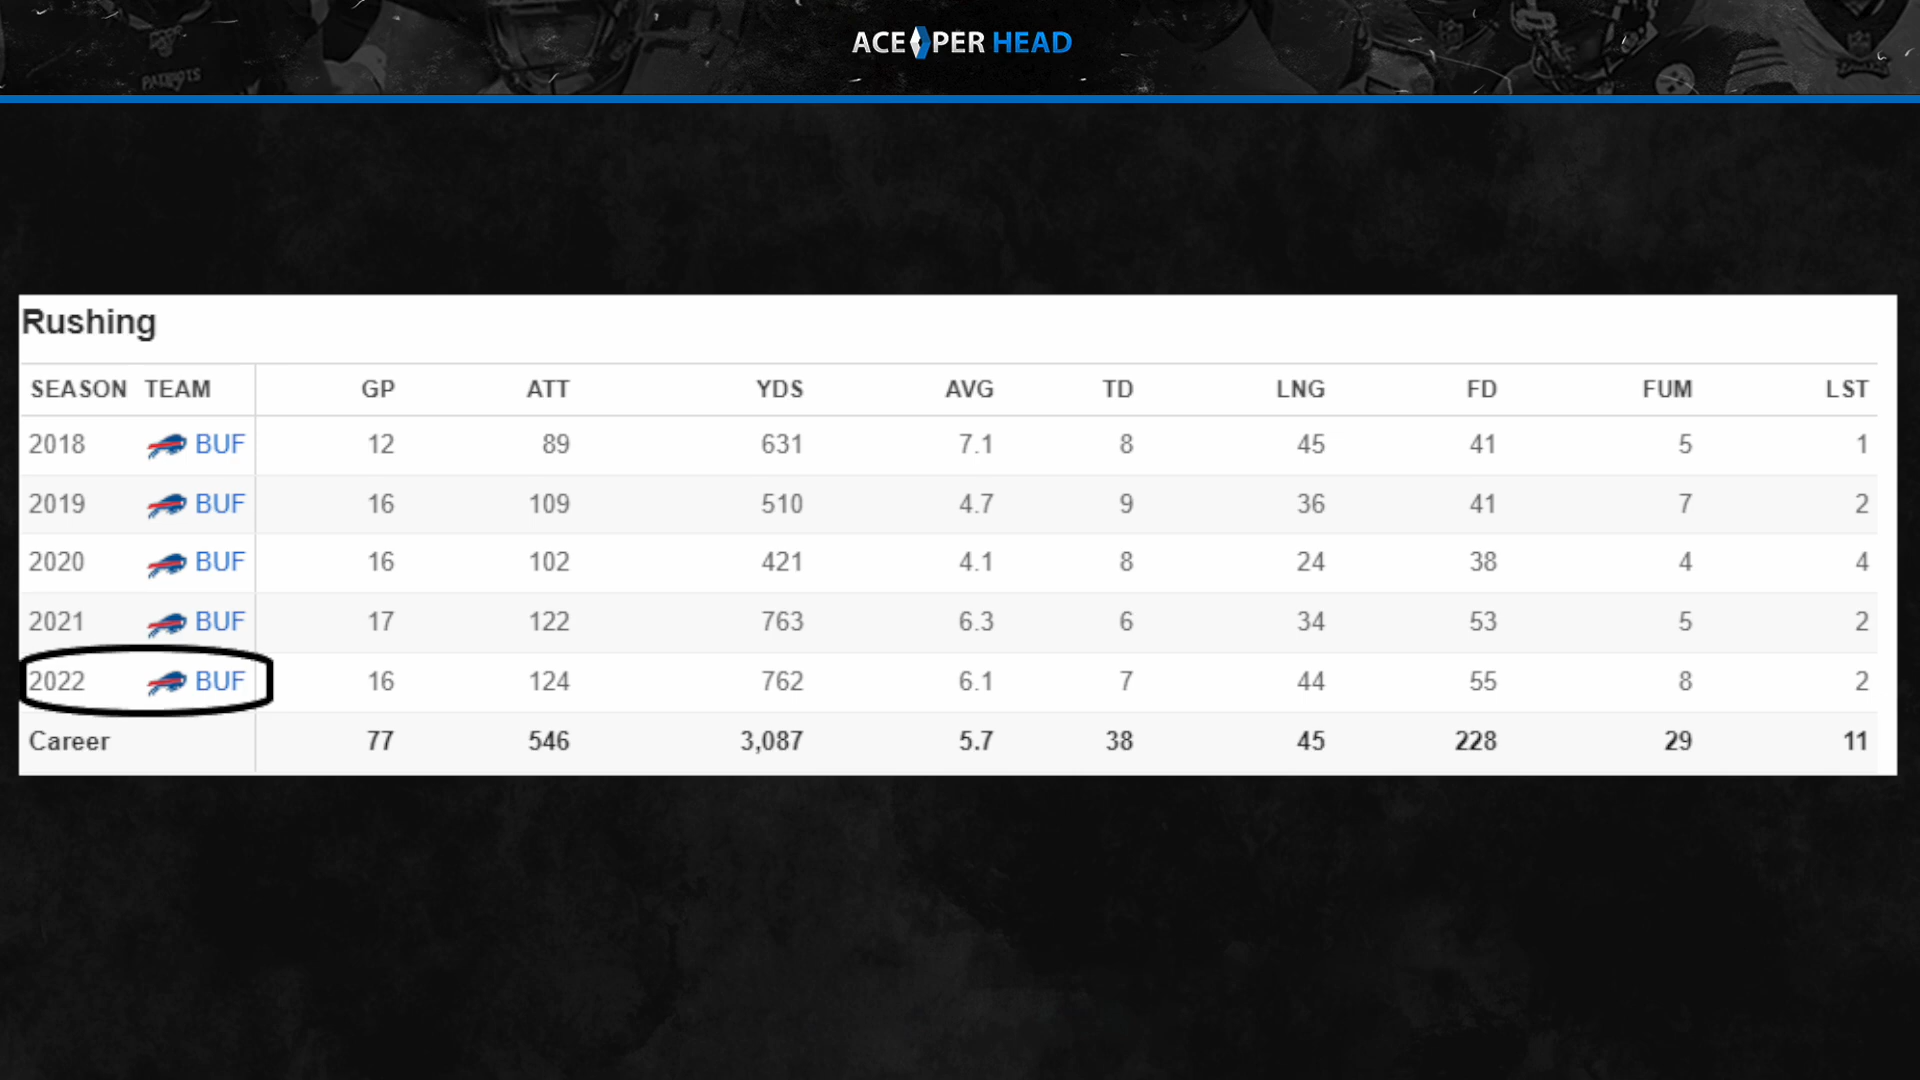 ACE PER HEAD
PATRIOTS
Rushing
SEASON TEAM GP ATT YDS AVG TD LNG FD FUM LST
2018 BUF 12 89 631 7.1 8 45 41 5 1
2019 BUF 16 109 510 4.7 9 36 41 7 2
2020 BUF 16 102 421 4.1 8 24 38 4 4
2021 BUF 17 122 763 6.3 6 34 53 5 2
2022 BUF 16 124 762 6.1 7 44 55 8 2
Career 77 546 3,087 5.7 38 45 228 29 11